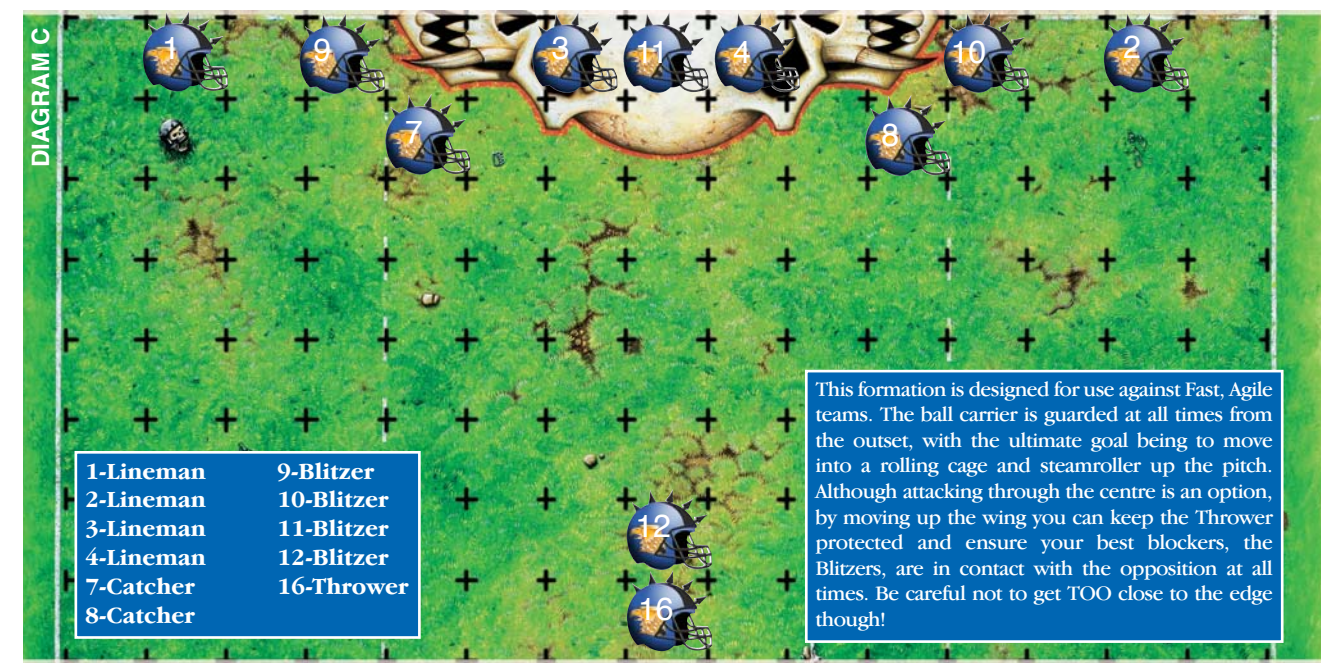 DIAGRAM C
1 9 3 11 4 10 2
7 8
This formation is designed for use against Fast, Agile
teams. The ball carrier is guarded at all times from
the outset, with the ultimate goal being to move
into a rolling cage and steamroller up the pitch.
Although attacking through the centre is an option,
by moving up the wing you can keep the Thrower
protected and ensure your best blockers, the
Blitzers, are in contact with the opposition at all
times. Be careful not to get TOO close to the edge
though!
1-Lineman 9-Blitzer
2-Lineman 10-Blitzer
3-Lineman 11-Blitzer
4-Lineman 12-Blitzer
7-Catcher 16-Thrower
8-Catcher
12
16